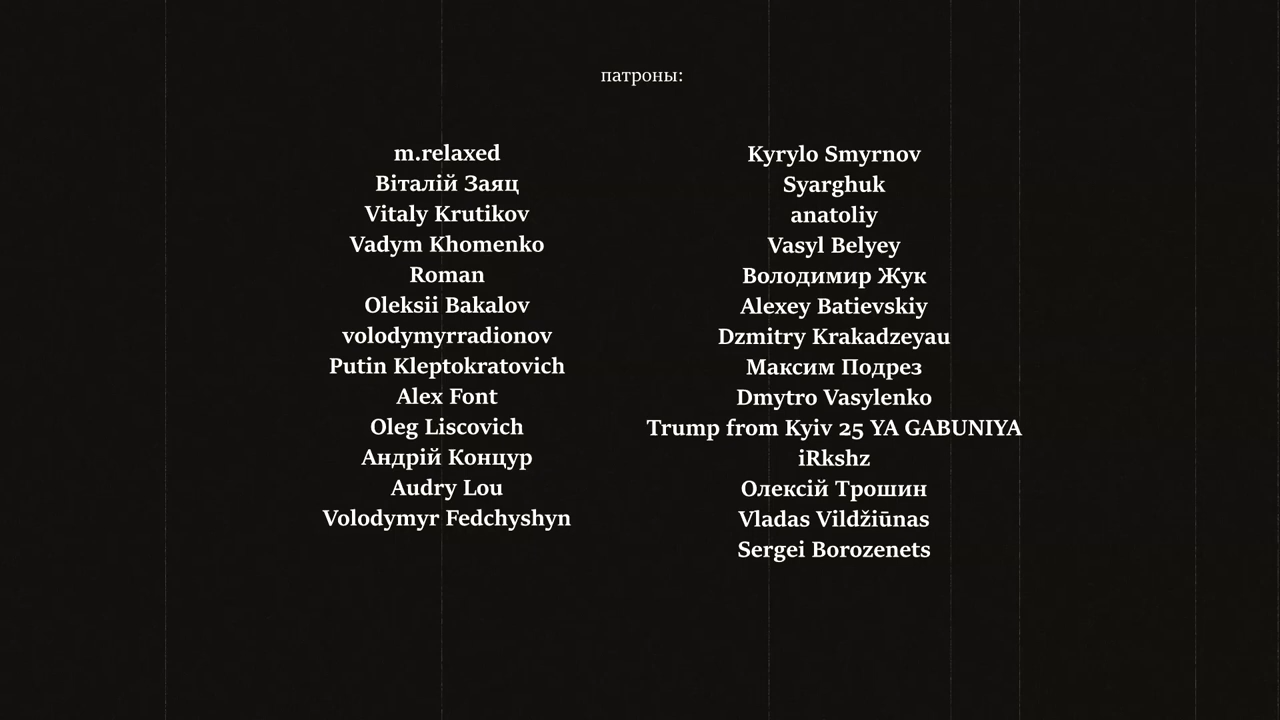 патроны:
m.relaxed
Віталій Заяц
Vitaly Krutikov
Vadym Khomenko
Roman
Oleksii Bakalov
volodymyrradionov
Putin Kleptokratovich
Alex Font
Oleg Liscovich
Андрій Концур
Audry Lou
Volodymyr Fedchyshyn
Kyrylo Smyrnov
Syarghuk
anatoliy
Vasyl Belyey
Володимир Жук
Alexey Batievskiy
Dzmitry Krakadzeyau
Максим Подрез
Dmytro Vasylenko
Trump from Kyiv 25 YA GABUNIYA
iRkshz
Олексій Трошин
Vladas Vildžiūnas
Sergei Borozenets